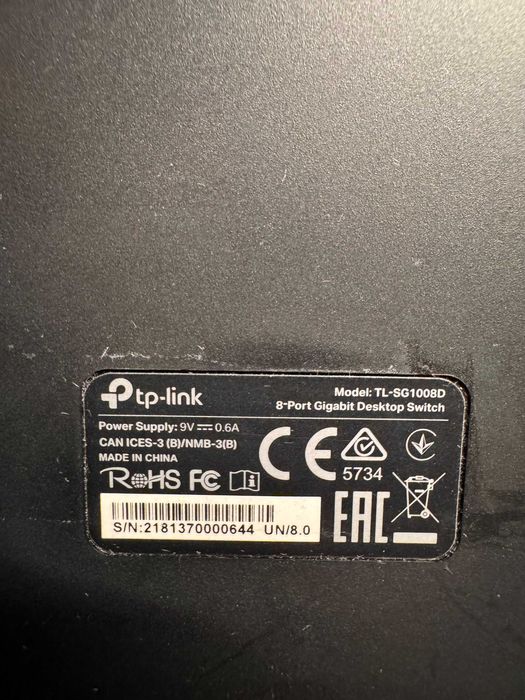 tp-link
Model: TL-SG1008D
8-Port Gigabit Desktop Switch
Power Supply: 9V⎓0.6A
CAN ICES-3 (B)/NMB-3(B)
MADE IN CHINA
RoHS FC CE 5734
S/N:2181370000644 UN/8.0
EAC